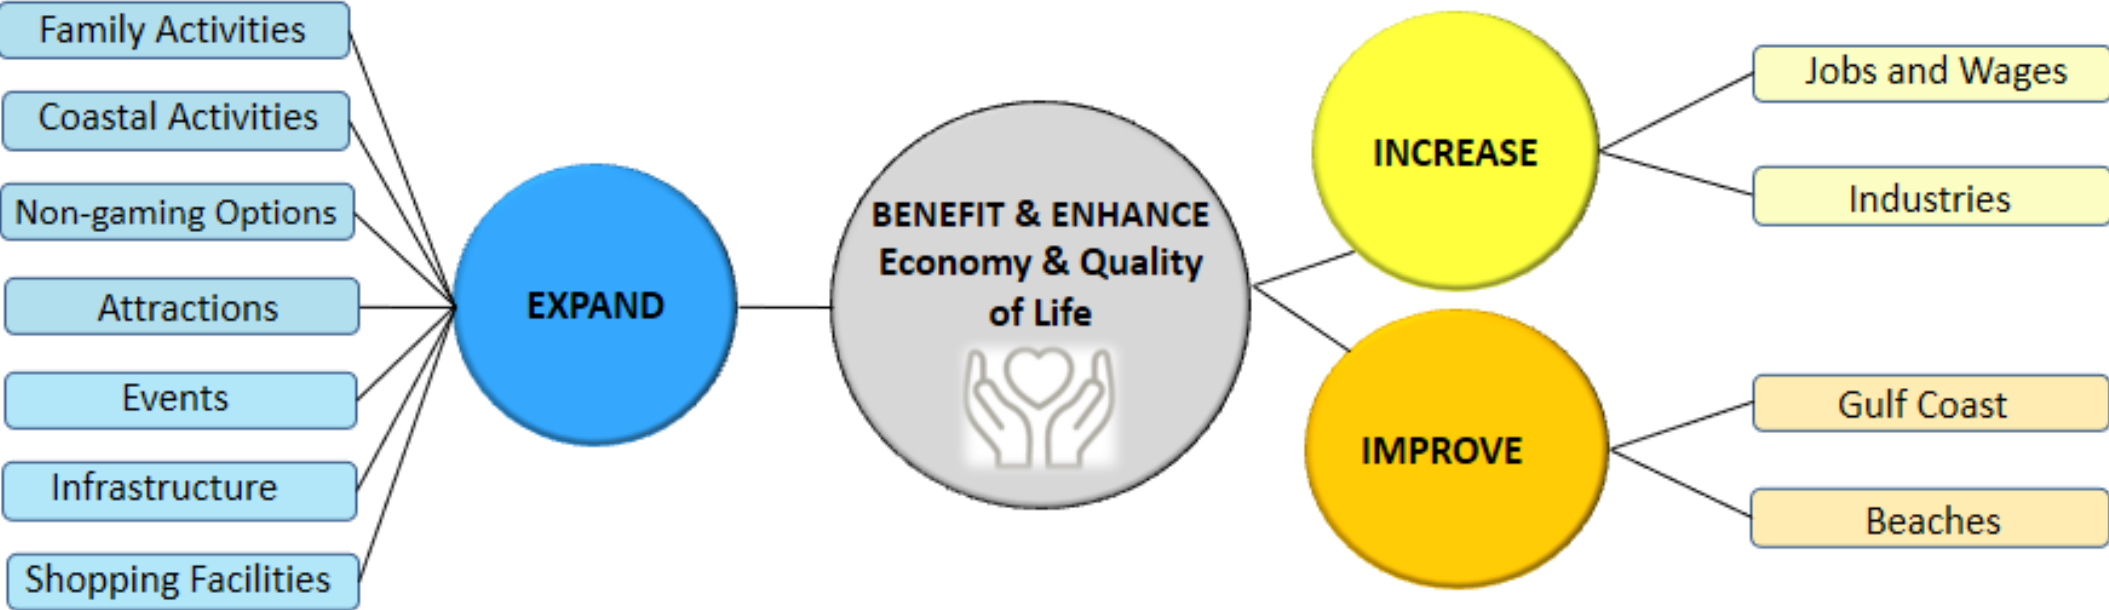 Family Activities
Coastal Activities
Non-gaming Options
Attractions
Events
Infrastructure
Shopping Facilities
EXPAND
BENEFIT & ENHANCE
Economy & Quality
of Life
INCREASE
Jobs and Wages
Industries
IMPROVE
Gulf Coast
Beaches